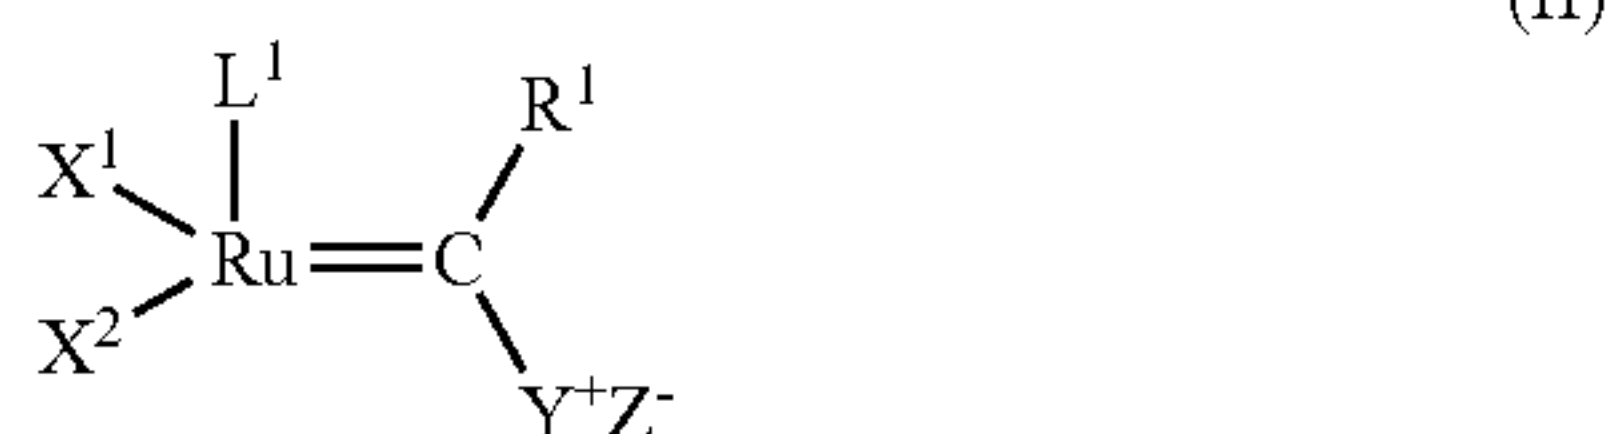 (II)
L¹
R¹
X¹
Ru=C
X²
Y⁺Z⁻